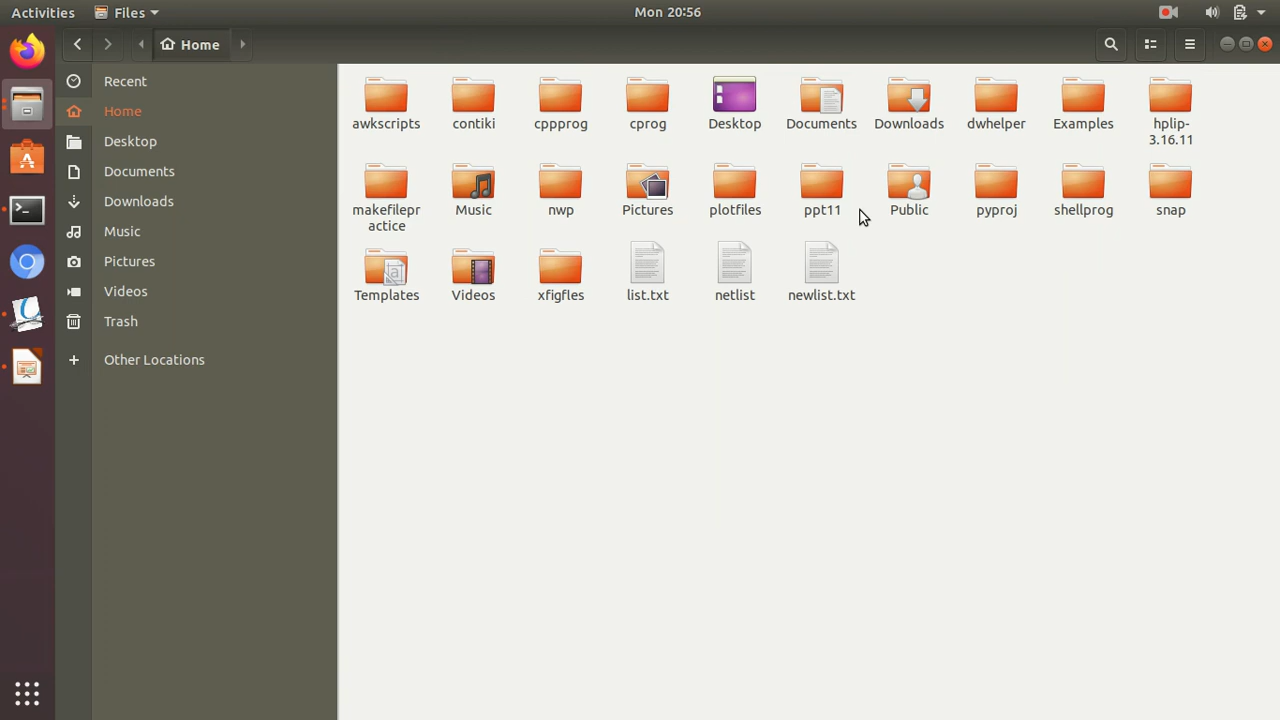 Activities Files Mon 20:56
Home
Recent
Home
Desktop
Documents
Downloads
Music
Pictures
Videos
Trash
Other Locations
awkscripts contiki cppprog cprog Desktop Documents Downloads dwhelper Examples hplip-
3.16.11
makefilepr Music nwp Pictures plotfiles ppt11 Public pyproj shellprog snap
actice
Templates Videos xfigfles list.txt netlist newlist.txt